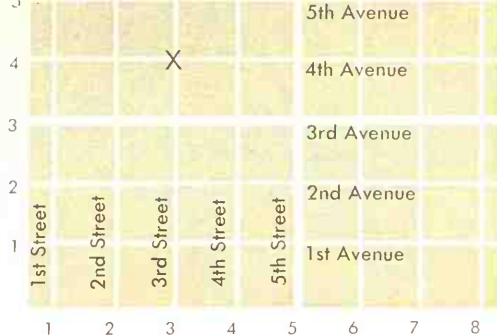 5
5th Avenue
4
X
4th Avenue
3
3rd Avenue
2
2nd Avenue
1
1st Avenue
1st Street
2nd Street
3rd Street
4th Street
5th Street
1 2 3 4 5 6 7 8